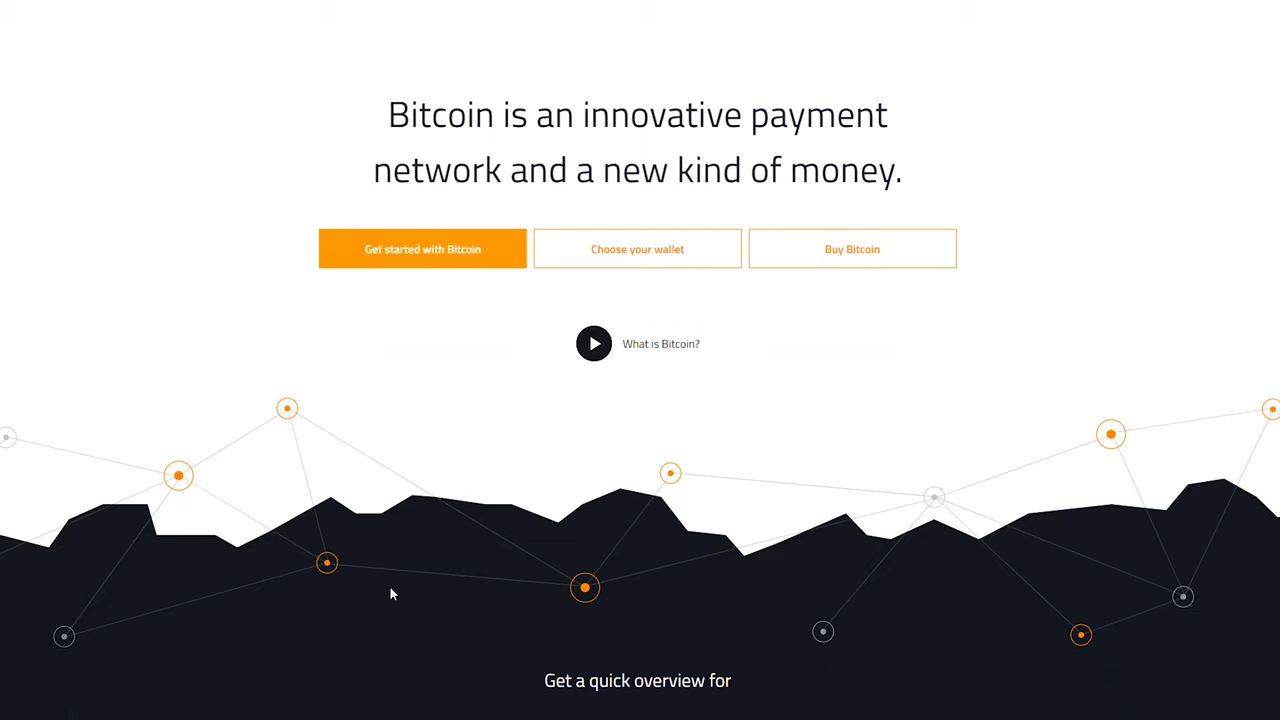 Bitcoin is an innovative payment
network and a new kind of money.
Get started with Bitcoin
Choose your wallet
Buy Bitcoin
What is Bitcoin?
Get a quick overview for